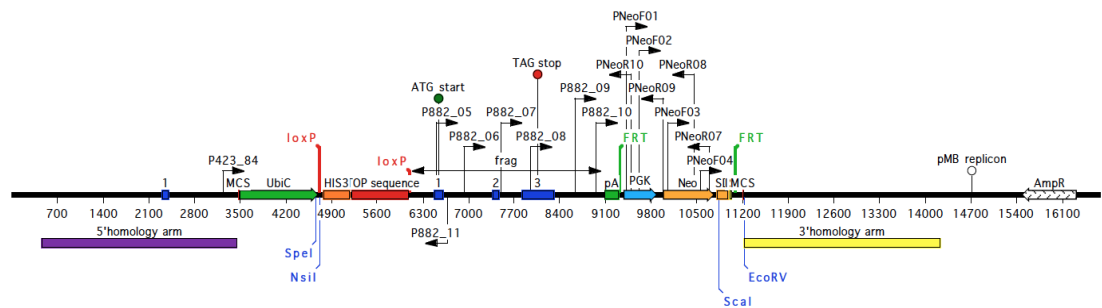 PNeoF01
PNeoF02
TAG stop
PNeoR10
PNeoR08
ATG start
P882_09
PNeoR09
P882_05
P882_07
P882_10
PNeoF03
loxP
FRT
FRT
P882_06
P882_08
PNeoR07
P423_84
loxP
frag
PNeoF04
pMB replicon
1
MCS
UbiC
HIS3
OP sequence
1
2
3
pA
PGK
Neo
MCS
AmpR
700
1400
2100
2800
3500
4200
4900
5600
6300
7000
7700
8400
9100
9800
10500
11200
11900
12600
13300
14000
14700
15400
16100
5'homology arm
P882_11
3'homology arm
SpeI
NsiI
EcoRV
ScaI